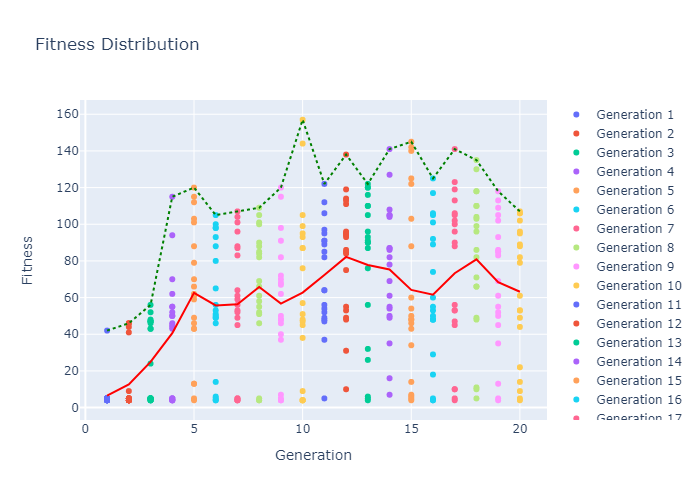 Fitness Distribution
160
140
120
100
80
60
40
20
0
Fitness
0
5
10
15
20
Generation
Generation 1
Generation 2
Generation 3
Generation 4
Generation 5
Generation 6
Generation 7
Generation 8
Generation 9
Generation 10
Generation 11
Generation 12
Generation 13
Generation 14
Generation 15
Generation 16
Generation 17